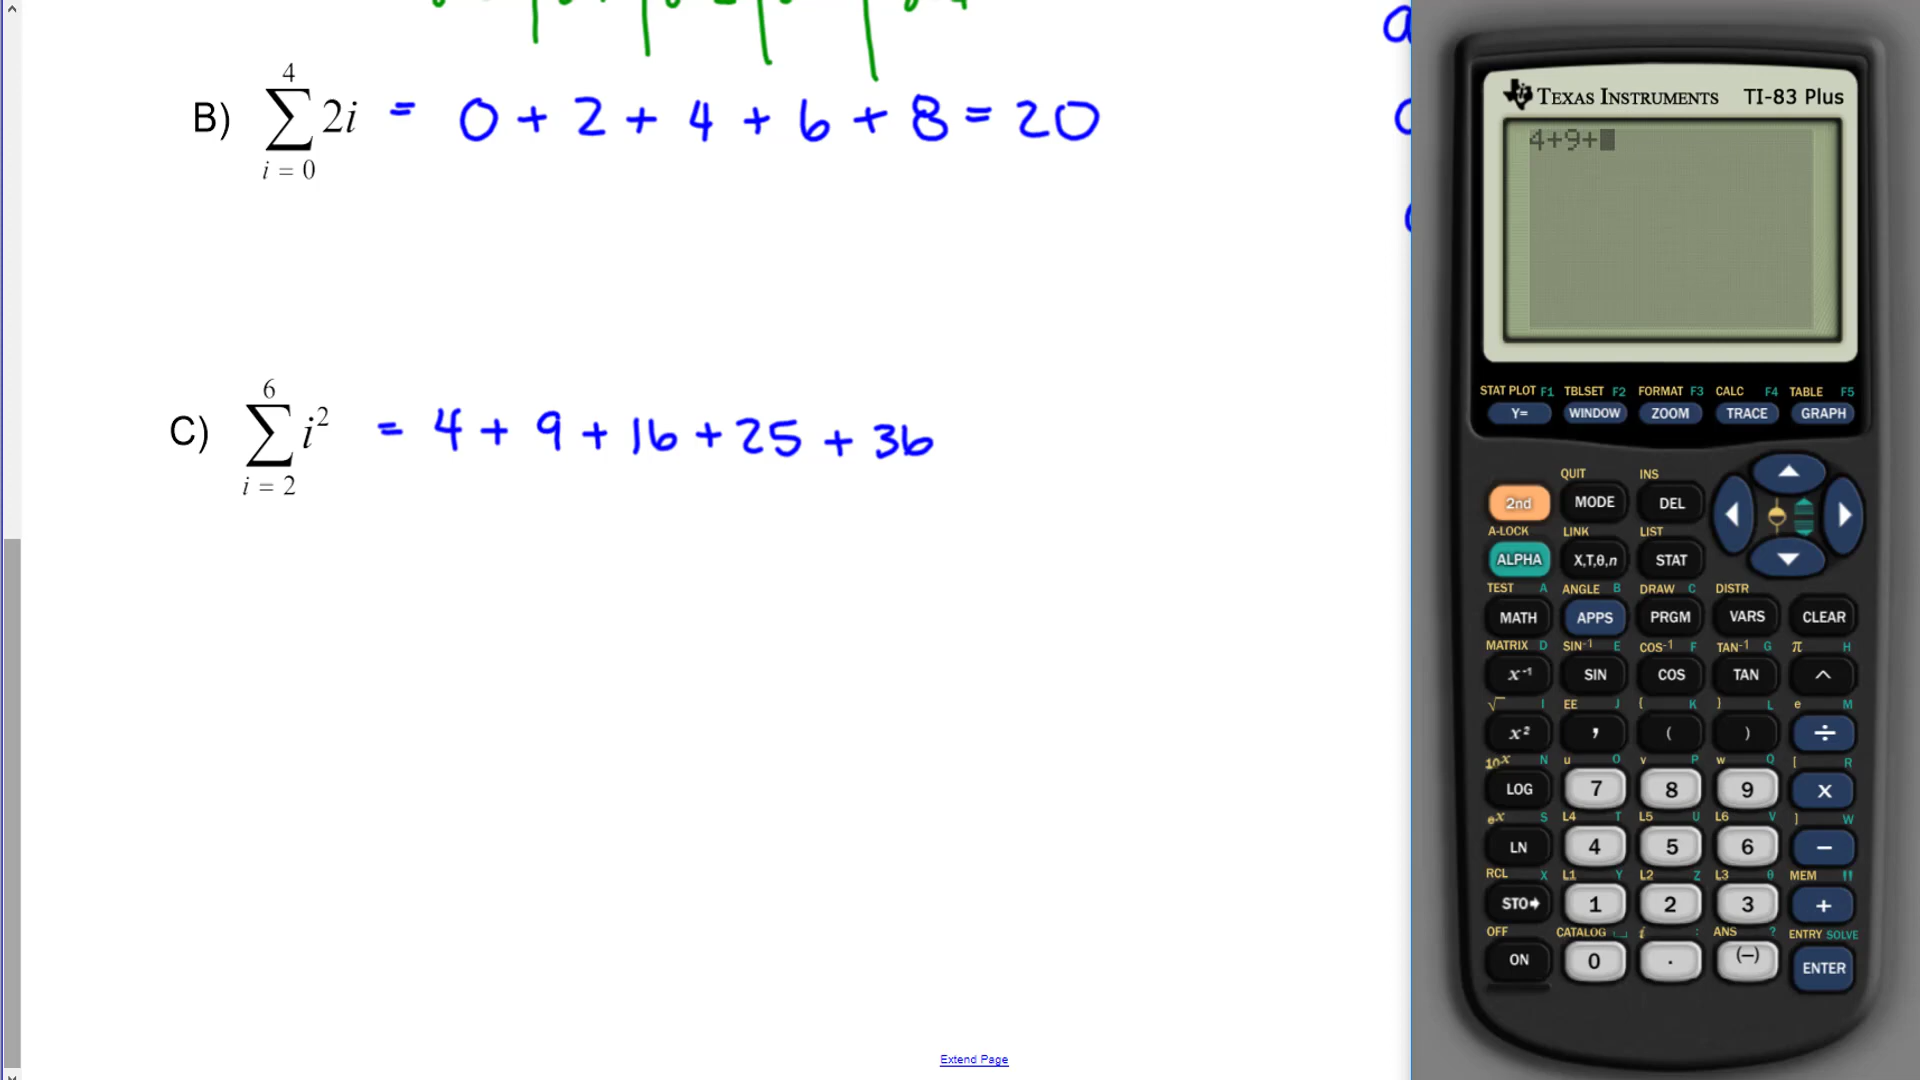 B) 4 ∑ i = 0 2i = 0 + 2 + 4 + 6 + 8 = 20
C) 6 ∑ i = 2 i² = 4 + 9 + 16 + 25 + 36
Extend Page
TEXAS INSTRUMENTS TI-83 Plus
4+9+
STAT PLOT F1 TBLSET F2 FORMAT F3 CALC F4 TABLE F5
Y= WINDOW ZOOM TRACE GRAPH
QUIT INS
2nd MODE DEL
A-LOCK LINK LIST
ALPHA X,T,θ,n STAT
TEST A ANGLE B DRAW C DISTR
MATH APPS PRGM VARS CLEAR
MATRIX D SIN⁻¹ E COS⁻¹ F TAN⁻¹ G π H
x⁻¹ SIN COS TAN ^
√ I EE J { K } L e M
x² , ( ) ÷
10ˣ N u O v P w Q [ R
LOG 7 8 9 x
eˣ S L4 T L5 U L6 V ] W
LN 4 5 6 −
RCL X L1 Y L2 Z L3 θ MEM "
STO➔ 1 2 3 +
OFF CATALOG ⎵ i : ANS ? ENTRY SOLVE
ON 0 . (−) ENTER